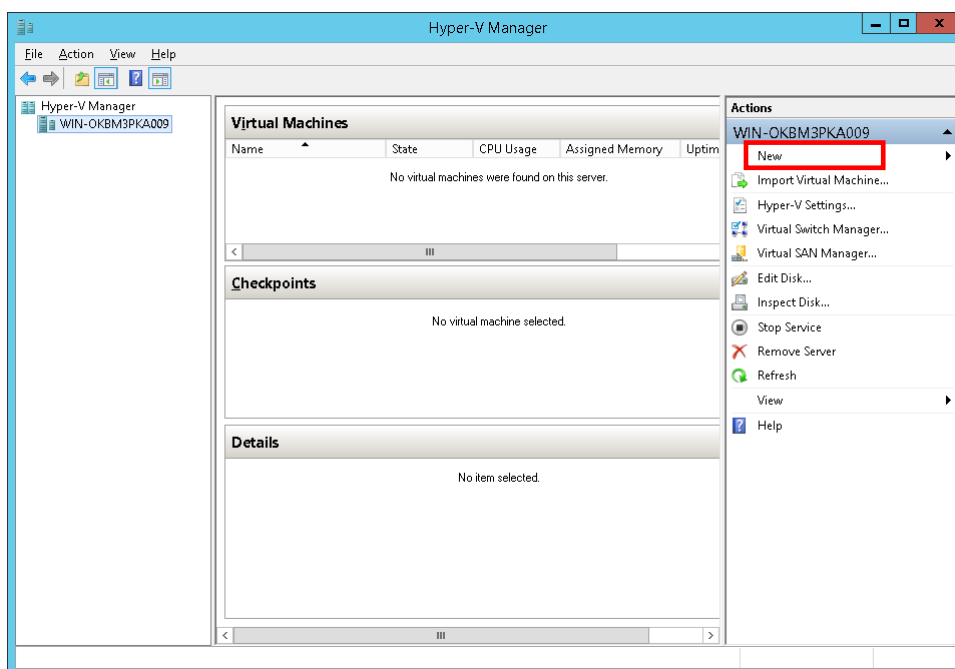 Hyper-V Manager
File Action View Help
Hyper-V Manager
WIN-OKBM3PKA009
Virtual Machines
Name State CPU Usage Assigned Memory Uptim
No virtual machines were found on this server.
Checkpoints
No virtual machine selected.
Details
No item selected.
Actions
WIN-OKBM3PKA009
New
Import Virtual Machine...
Hyper-V Settings...
Virtual Switch Manager...
Virtual SAN Manager...
Edit Disk...
Inspect Disk...
Stop Service
Remove Server
Refresh
View
Help